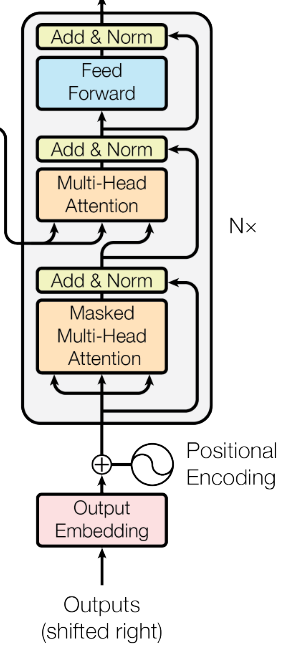 Add & Norm
Feed
Forward
Add & Norm
Multi-Head
Attention
N×
Add & Norm
Masked
Multi-Head
Attention
Positional
Encoding
Output
Embedding
Outputs
(shifted right)